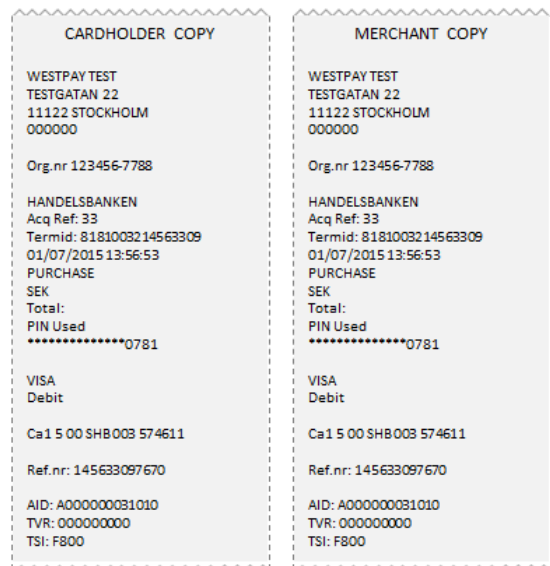 CARDHOLDER COPY
WESTPAY TEST
TESTGATAN 22
11122 STOCKHOLM
000000
Org.nr 123456-7788
HANDELSBANKEN
Acq Ref: 33
Termid: 8181003214563309
01/07/2015 13:56:53
PURCHASE
SEK
Total:
PIN Used
**************0781
VISA
Debit
Ca1 5 00 SHB 003 574611
Ref.nr: 145633097670
AID: A000000031010
TVR: 000000000
TSI: F800
MERCHANT COPY
WESTPAY TEST
TESTGATAN 22
11122 STOCKHOLM
000000
Org.nr 123456-7788
HANDELSBANKEN
Acq Ref: 33
Termid: 8181003214563309
01/07/2015 13:56:53
PURCHASE
SEK
Total:
PIN Used
**************0781
VISA
Debit
Ca1 5 00 SHB 003 574611
Ref.nr: 145633097670
AID: A000000031010
TVR: 000000000
TSI: F800